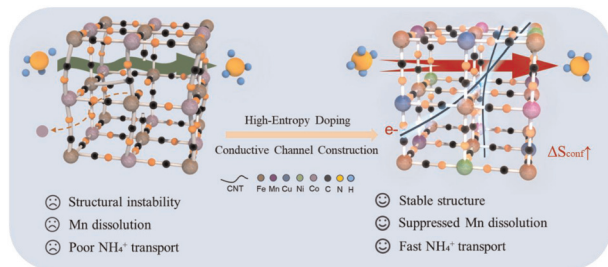 High-Entropy Doping
Conductive Channel Construction
e-
ΔSconf↑
CNT Fe Mn Cu Ni Co C N H
Structural instability
Mn dissolution
Poor NH₄⁺ transport
Stable structure
Suppressed Mn dissolution
Fast NH₄⁺ transport